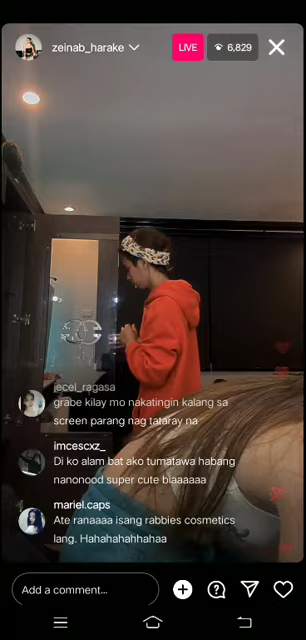 zeinab_harake
LIVE
6,829
jecel_ragasa
grabe kilay mo nakatingin kalang sa
screen parang nag tataray na
imcescxz_
Di ko alam bat ako tumatawa habang
nanonood super cute biaaaaaa
mariel.caps
Ate ranaaaa isang rabbies cosmetics
lang. Hahahahahhahaa
Add a comment...